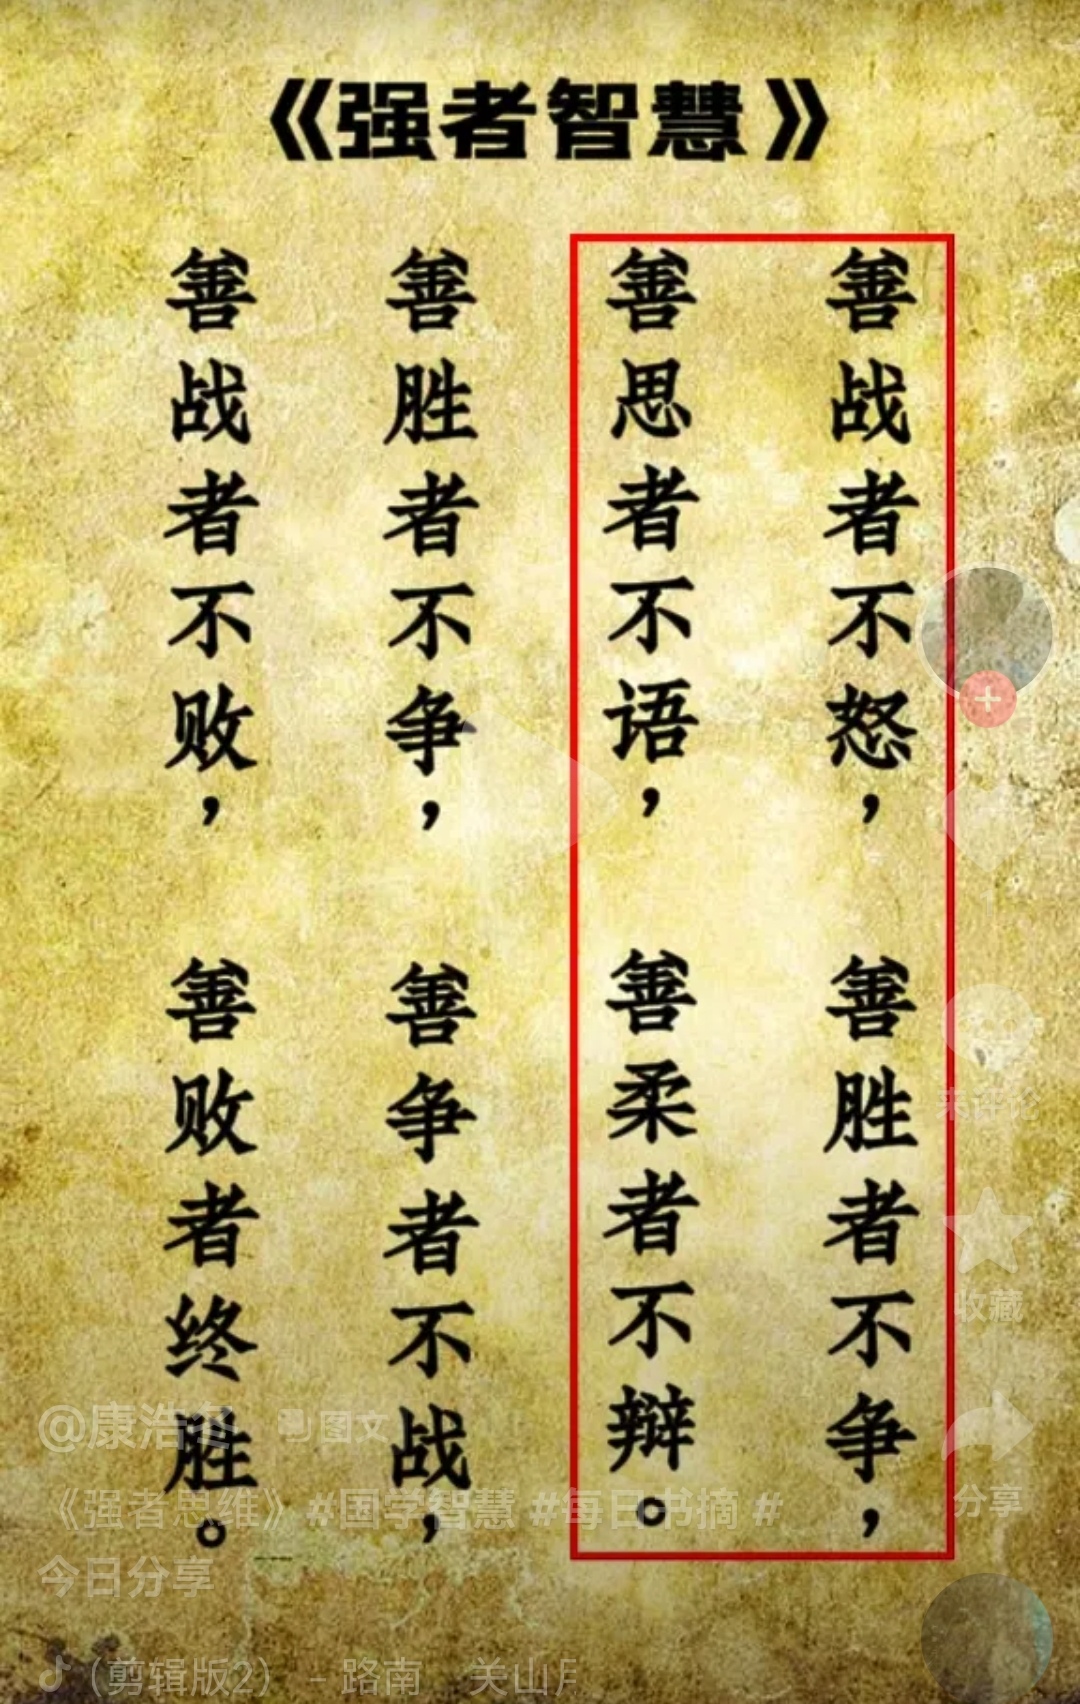 《强者智慧》
善战者不怒，善胜者不争，
善思者不语，善柔者不辩。
善胜者不争，善争者不战，
善战者不败，善败者终胜。
收藏
分享
图文
《强者思维》#国学智慧 #每日书摘 #
今日分享
（剪辑版2） - 路南 关山月